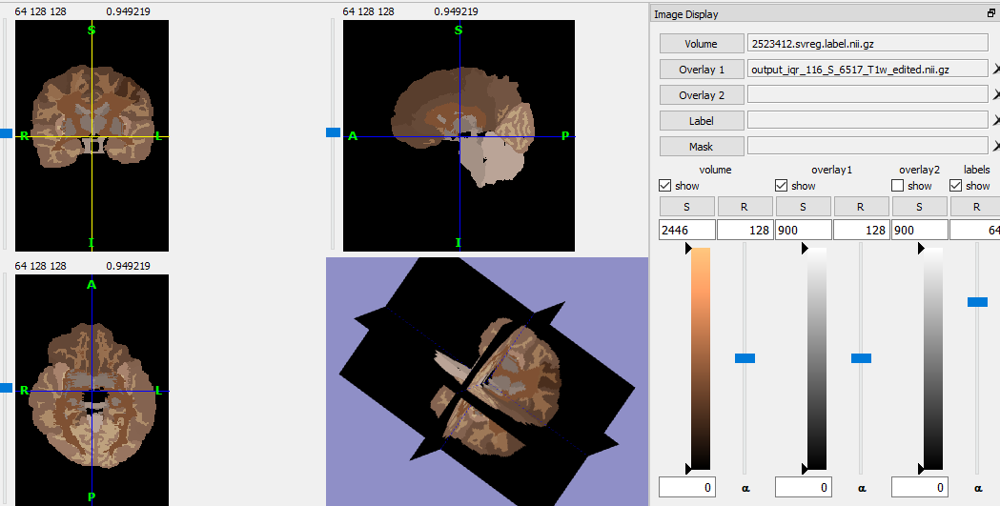 64 128 128 0.949219
64 128 128 0.949219
S
R
L
I
S
A
P
I
64 128 128 0.949219
A
R
L
P
Image Display
Volume 2523412.svreg.label.nii.gz
Overlay 1 output_iqr_116_S_6517_T1w_edited.nii.gz
Overlay 2
Label
Mask
volume overlay1 overlay2 labels
show show show show
S R S R S R
2446 128 900 128 900 64
0 α 0 α 0 α